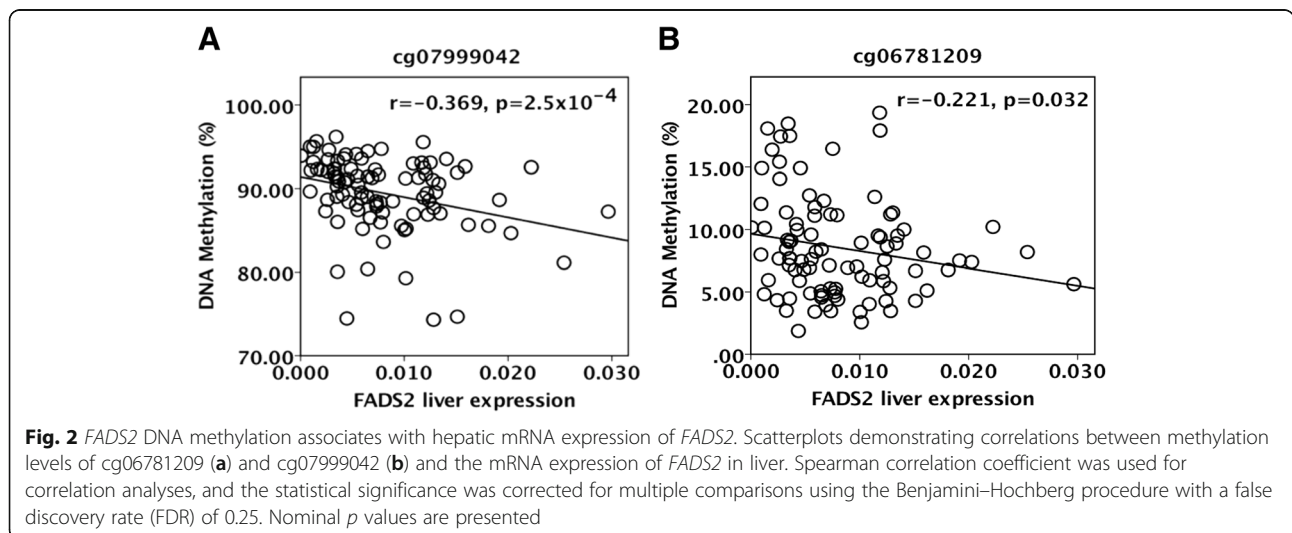 A
cg07999042
r=−0.369, p=2.5x10−4
DNA Methylation (%)
100.00
90.00
80.00
70.00
0.000 0.010 0.020 0.030
FADS2 liver expression
B
cg06781209
r=−0.221, p=0.032
DNA Methylation (%)
20.00
15.00
10.00
5.00
.00
0.000 0.010 0.020 0.030
FADS2 liver expression
Fig. 2 FADS2 DNA methylation associates with hepatic mRNA expression of FADS2. Scatterplots demonstrating correlations between methylation
levels of cg06781209 (a) and cg07999042 (b) and the mRNA expression of FADS2 in liver. Spearman correlation coefficient was used for
correlation analyses, and the statistical significance was corrected for multiple comparisons using the Benjamini–Hochberg procedure with a false
discovery rate (FDR) of 0.25. Nominal p values are presented